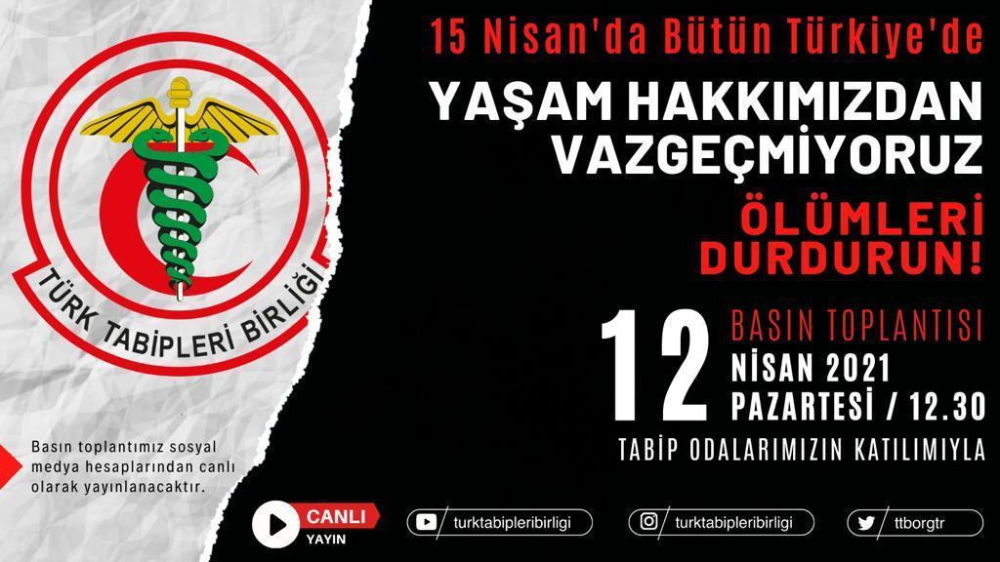 TÜRK TABİPLERİ BİRLİĞİ
15 Nisan'da Bütün Türkiye'de
YAŞAM HAKKIMIZDAN
VAZGEÇMİYORUZ
ÖLÜMLERİ
DURDURUN!
12
BASIN TOPLANTISI
NİSAN 2021
PAZARTESİ / 12.30
TABİP ODALARIMIZIN KATILIMIYLA
Basın toplantımız sosyal
medya hesaplarından canlı
olarak yayınlanacaktır.
CANLI
YAYIN
turktabipleribirligi
turktabipleribirligi
ttborgtr